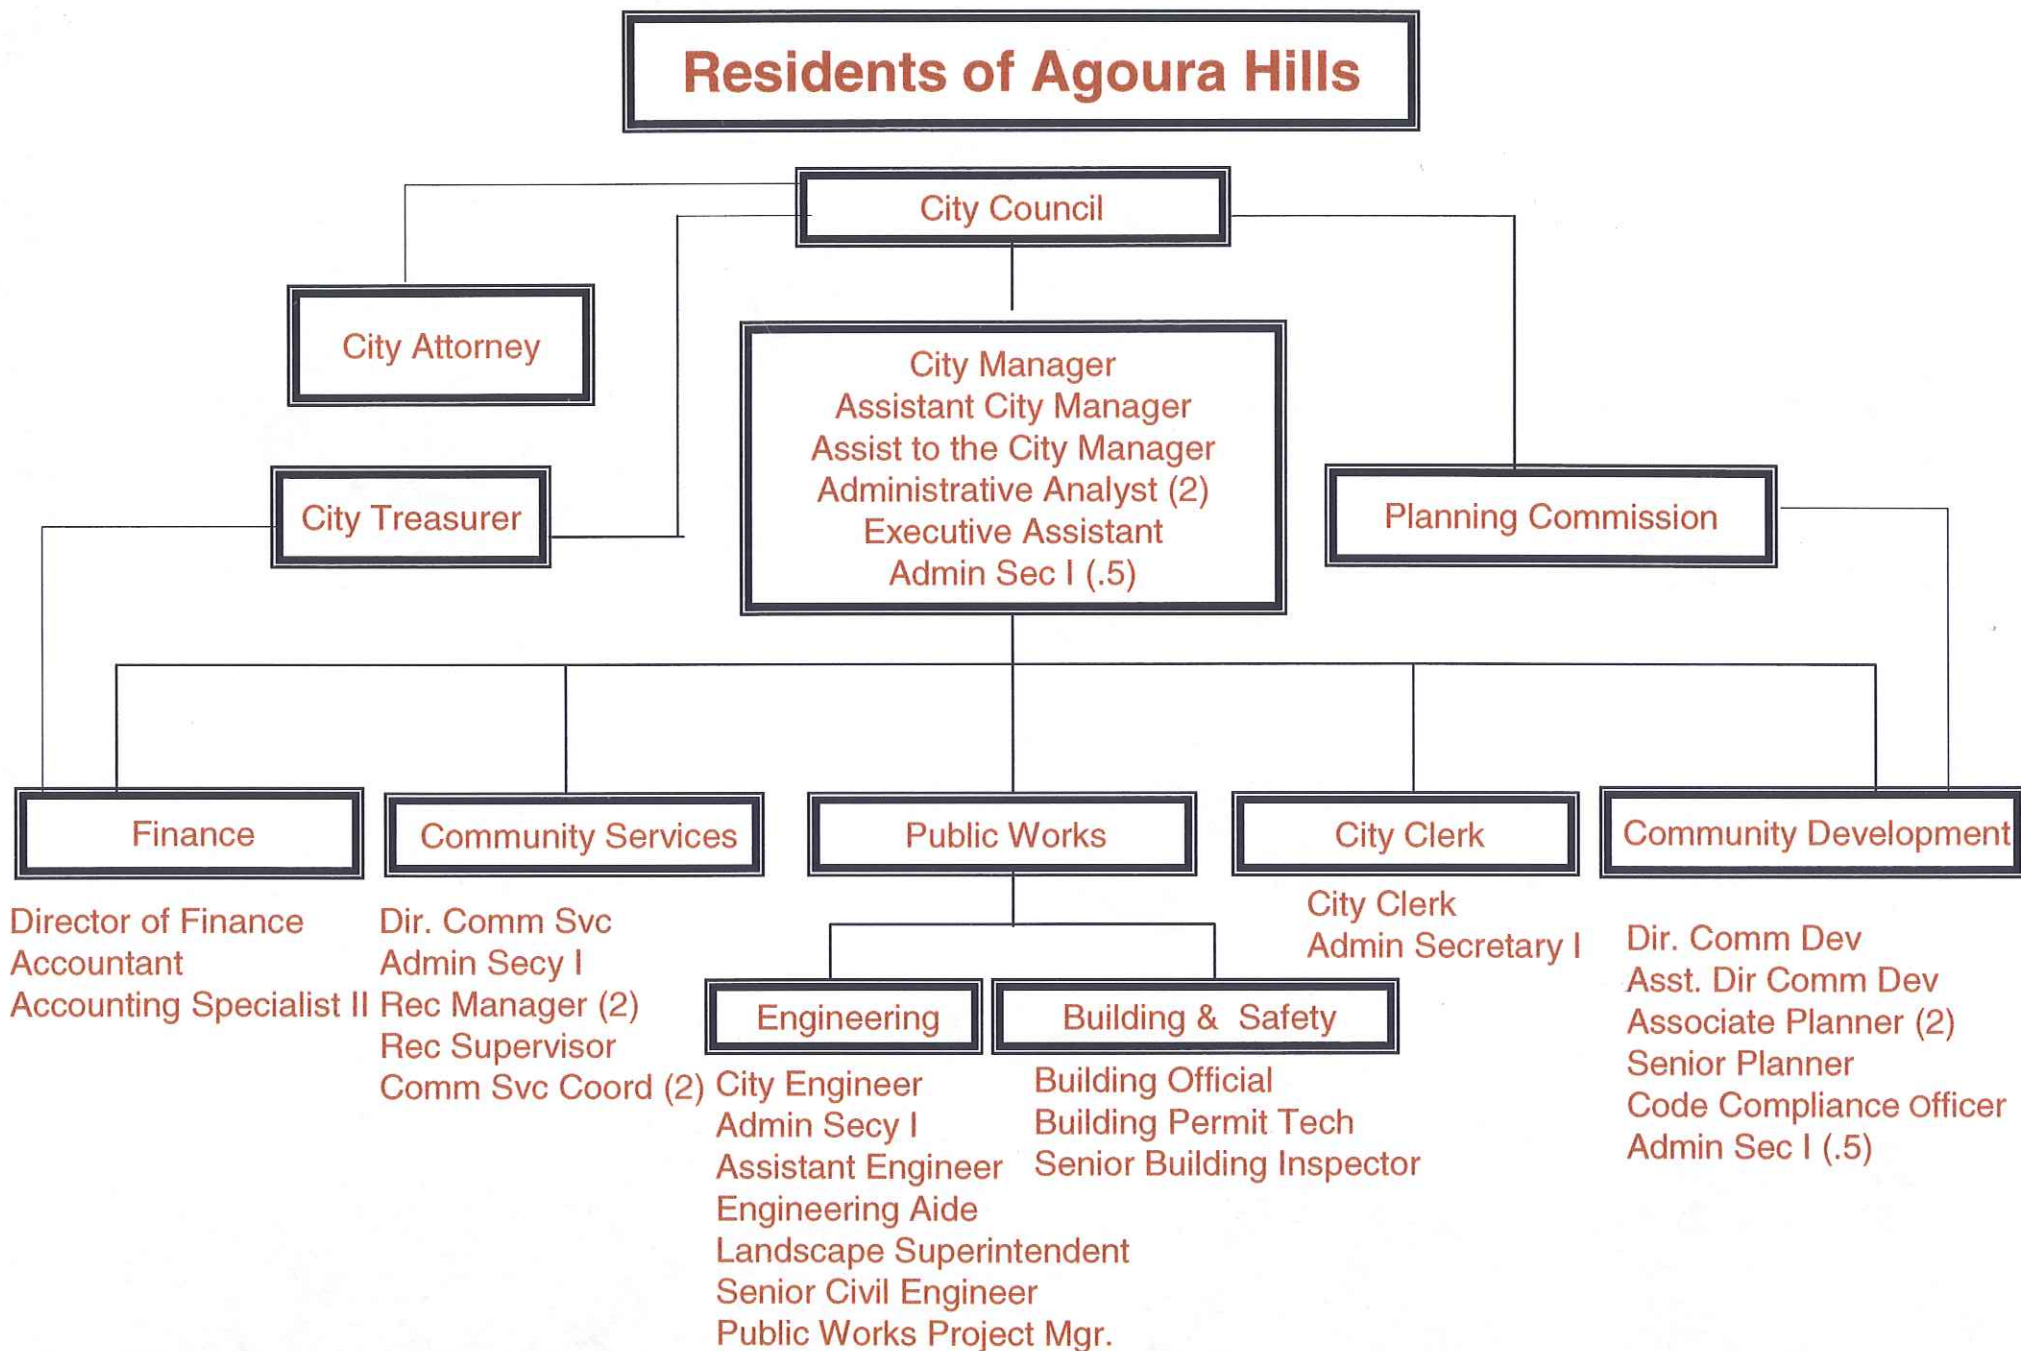 Residents of Agoura Hills
City Council
City Attorney
City Manager
Assistant City Manager
Assist to the City Manager
Administrative Analyst (2)
Executive Assistant
Admin Sec I (.5)
City Treasurer
Planning Commission
Finance
Director of Finance
Accountant
Accounting Specialist II
Community Services
Dir. Comm Svc
Admin Secy I
Rec Manager (2)
Rec Supervisor
Comm Svc Coord (2)
Public Works
Engineering
City Engineer
Admin Secy I
Assistant Engineer
Engineering Aide
Landscape Superintendent
Senior Civil Engineer
Public Works Project Mgr.
Building & Safety
Building Official
Building Permit Tech
Senior Building Inspector
City Clerk
City Clerk
Admin Secretary I
Community Development
Dir. Comm Dev
Asst. Dir Comm Dev
Associate Planner (2)
Senior Planner
Code Compliance Officer
Admin Sec I (.5)